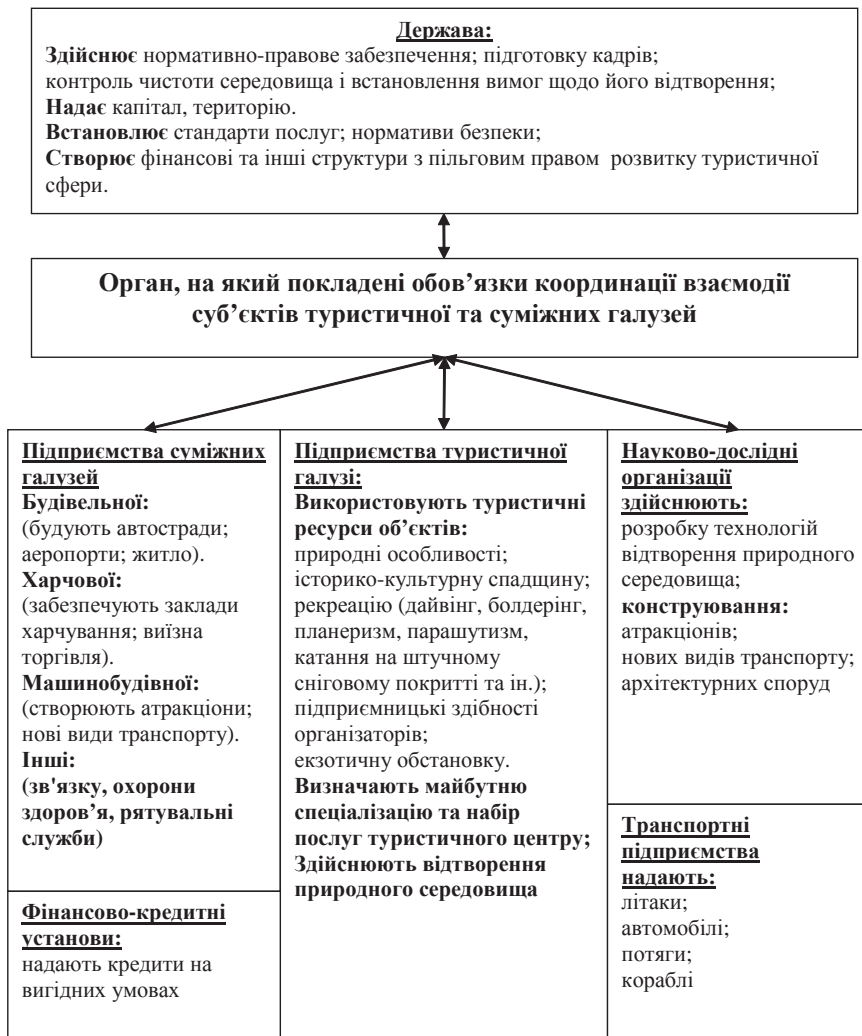 Держава:
Здійснює нормативно-правове забезпечення; підготовку кадрів;
контроль чистоти середовища і встановлення вимог щодо його відтворення;
Надає капітал, територію.
Встановлює стандарти послуг; нормативи безпеки;
Створює фінансові та інші структури з пільговим правом розвитку туристичної
сфери.
Орган, на який покладені обов’язки координації взаємодії
суб’єктів туристичної та суміжних галузей
Підприємства суміжних
галузей
Будівельної:
(будують автостради;
аеропорти; житло).
Харчової:
(забезпечують заклади
харчування; виїзна
торгівля).
Машинобудівної:
(створюють атракціони;
нові види транспорту).
Інші:
(зв'язку, охорони
здоров’я, рятувальні
служби)
Фінансово-кредитні
установи:
надають кредити на
вигідних умовах
Підприємства туристичної
галузі:
Використовують туристичні
ресурси об’єктів:
природні особливості;
історико-культурну спадщину;
рекреацію (дайвінг, болдерінг,
планеризм, парашутизм,
катання на штучному
сніговому покритті та ін.);
підприємницькі здібності
організаторів;
екзотичну обстановку.
Визначають майбутню
спеціалізацію та набір
послуг туристичного центру;
Здійснюють відтворення
природного середовища
Науково-дослідні
організації
здійснюють:
розробку технологій
відтворення природного
середовища;
конструювання:
атракціонів;
нових видів транспорту;
архітектурних споруд
Транспортні
підприємства
надають:
літаки;
автомобілі;
потяги;
кораблі